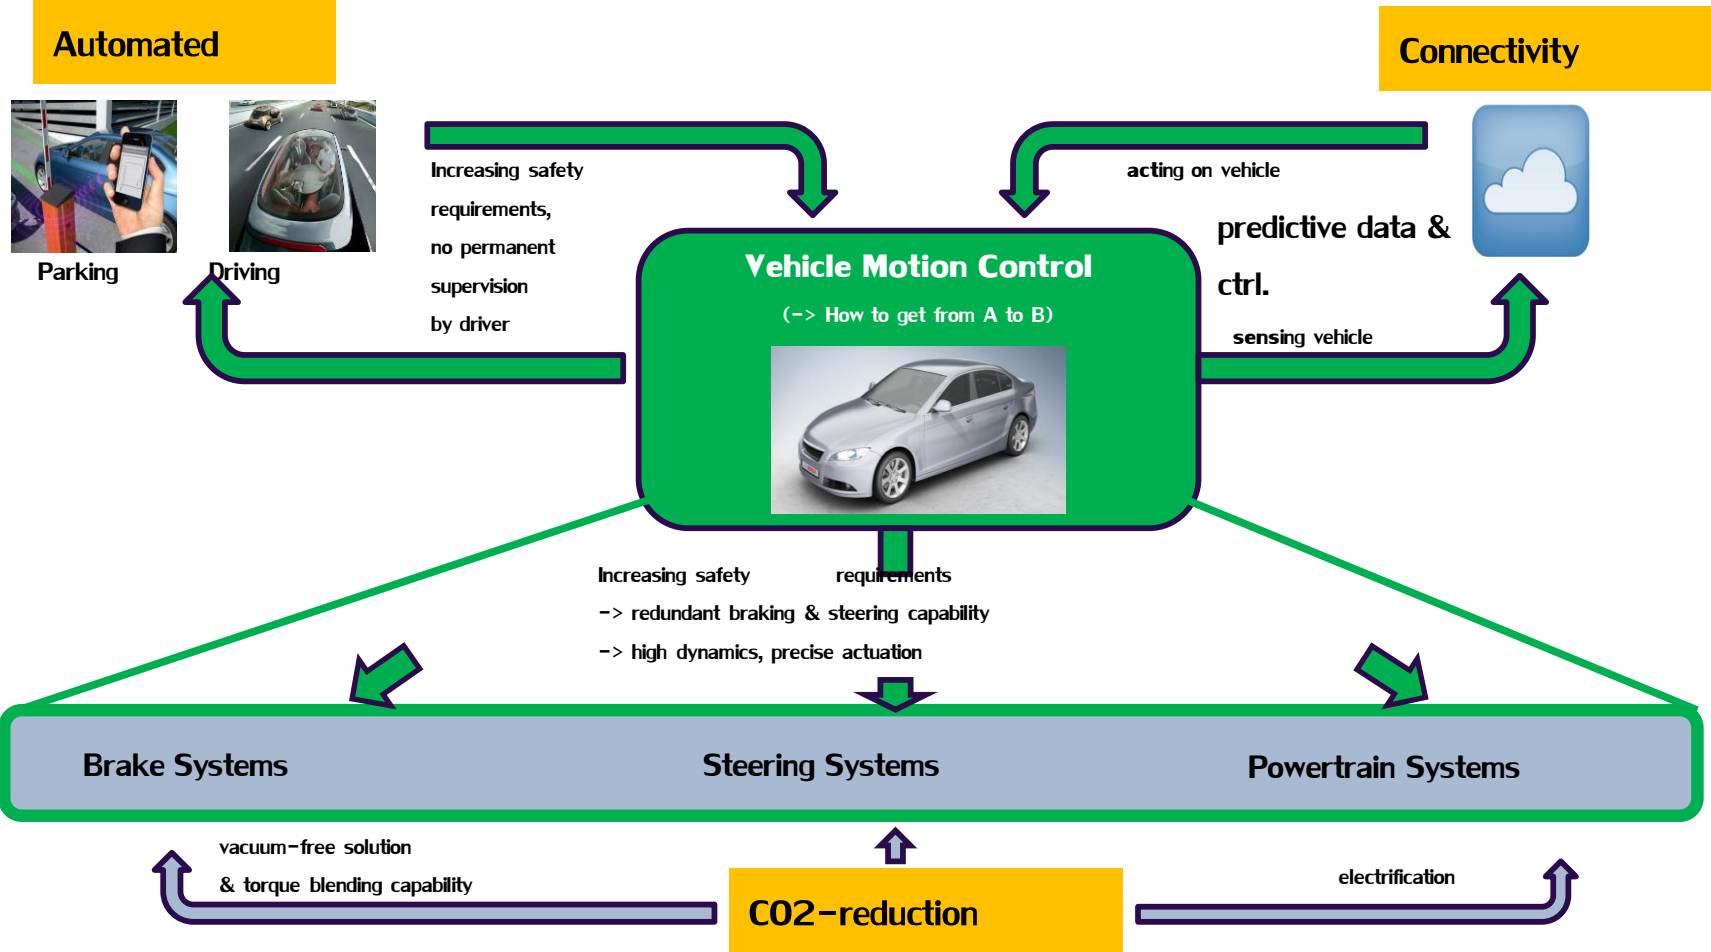 Automated
Connectivity
Parking
Driving
Increasing safety
requirements,
no permanent
supervision
by driver
acting on vehicle
predictive data &
ctrl.
sensing vehicle
Vehicle Motion Control
(-> How to get from A to B)
Increasing safety requirements
-> redundant braking & steering capability
-> high dynamics, precise actuation
Brake Systems
Steering Systems
Powertrain Systems
vacuum-free solution
& torque blending capability
CO2-reduction
electrification